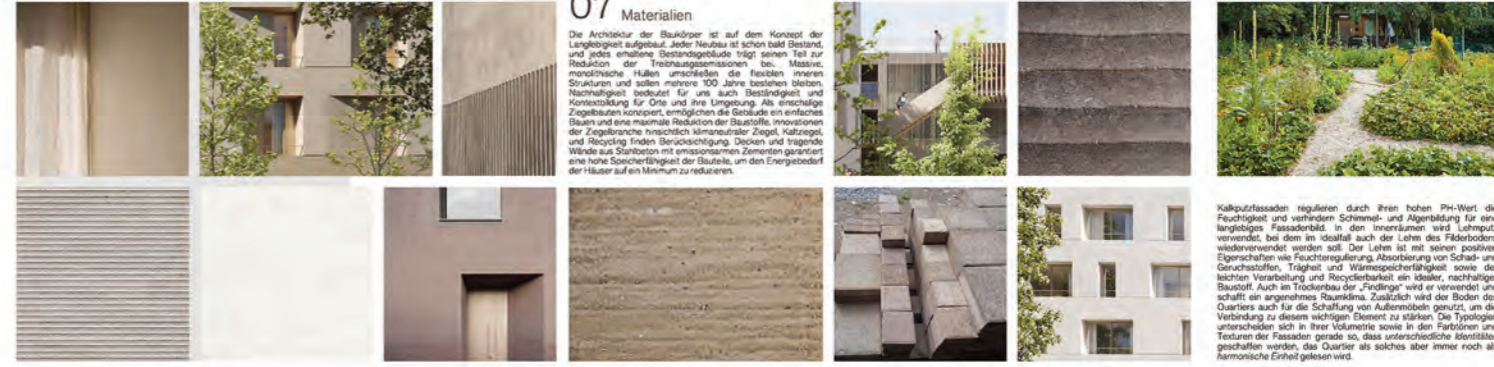 07 Materialien
Die Architektur der Baukörper ist auf dem Konzept der
Langlebigkeit aufgebaut. Jeder Neubau ist schon bald Bestand,
und jedes erhaltene Bestandsgebäude trägt seinen Teil zur
Reduktion der Treibhausgasemissionen bei. Massive,
monolithische Hüllen umschließen die flexiblen inneren
Strukturen und sollen mehrere 100 Jahre bestehen bleiben.
Nachhaltigkeit bedeutet für uns auch Beständigkeit und
Kontextbildung für Orte und ihre Umgebung. Als einschalige
Ziegelbauten konzipiert, ermöglichen die Gebäude ein einfaches
Bauen und eine maximale Reduktion der Baustoffe. Innovationen
der Ziegelbranche hinsichtlich klimaneutraler Ziegel, Kaltziegel,
und Recycling finden Berücksichtigung. Decken und tragende
Wände aus Stahlbeton mit emissionsarmen Zementen garantiert
eine hohe Speicherfähigkeit der Bauteile, um den Energiebedarf
der Häuser auf ein Minimum zu reduzieren.
Kalkputzfassaden regulieren durch ihren hohen PH-Wert die
Feuchtigkeit und verhindern Schimmel- und Algenbildung für ein
langlebiges Fassadenbild. In den Innenräumen wird Lehmput
verwendet, bei dem im idealfall auch der Lehm des Filderbodens
wiederverwendet werden soll. Der Lehm ist mit seinen positiven
Eigenschaften wie Feuchteregulierung, Absorbierung von Schad- und
Geruchsstoffen, Trägheit und Wärmespeicherfähigkeit sowie de
leichten Verarbeitung und Recyclierbarkeit ein idealer, nachhaltige
Baustoff. Auch im Trockenbau der „Findlinge" wird er verwendet und
schafft ein angenehmes Raumklima. Zusätzlich wird der Boden des
Quartiers auch für die Schaffung von Außenmöbeln genutzt, um die
Verbindung zu diesem wichtigen Element zu stärken. Die Typologie
unterscheiden sich in Ihrer Volumetrie sowie in den Farbtönen und
Texturen der Fassaden gerade so, dass unterschiedliche Identitäte
geschaffen werden, das Quartier als solches aber immer noch al
harmonische Einheit gelesen wird.